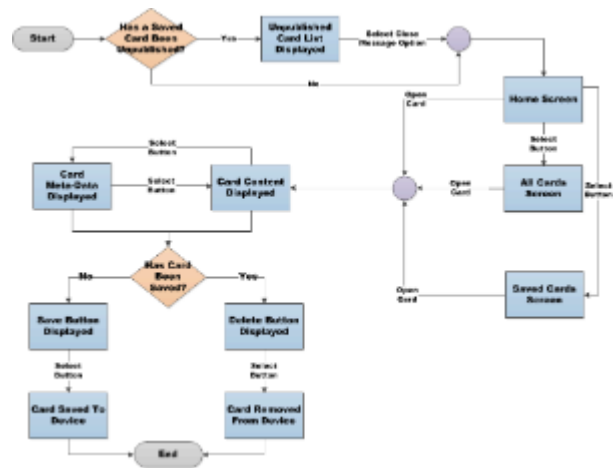 Start
Has a Saved
Card Been
Unpublished?
Yes
Unpublished
Card List
Displayed
Select Close
Message Option
No
Home Screen
Open
Card
Select
Button
All Cards
Screen
Open
Card
Select
Button
Saved Cards
Screen
Open
Card
Select
Button
Card
Meta-Data
Displayed
Select
Button
Card Content
Displayed
Has Card
Been
Saved?
No
Yes
Save Button
Displayed
Delete Button
Displayed
Select
Button
Select
Button
Card Saved To
Device
Card Removed
From Device
End